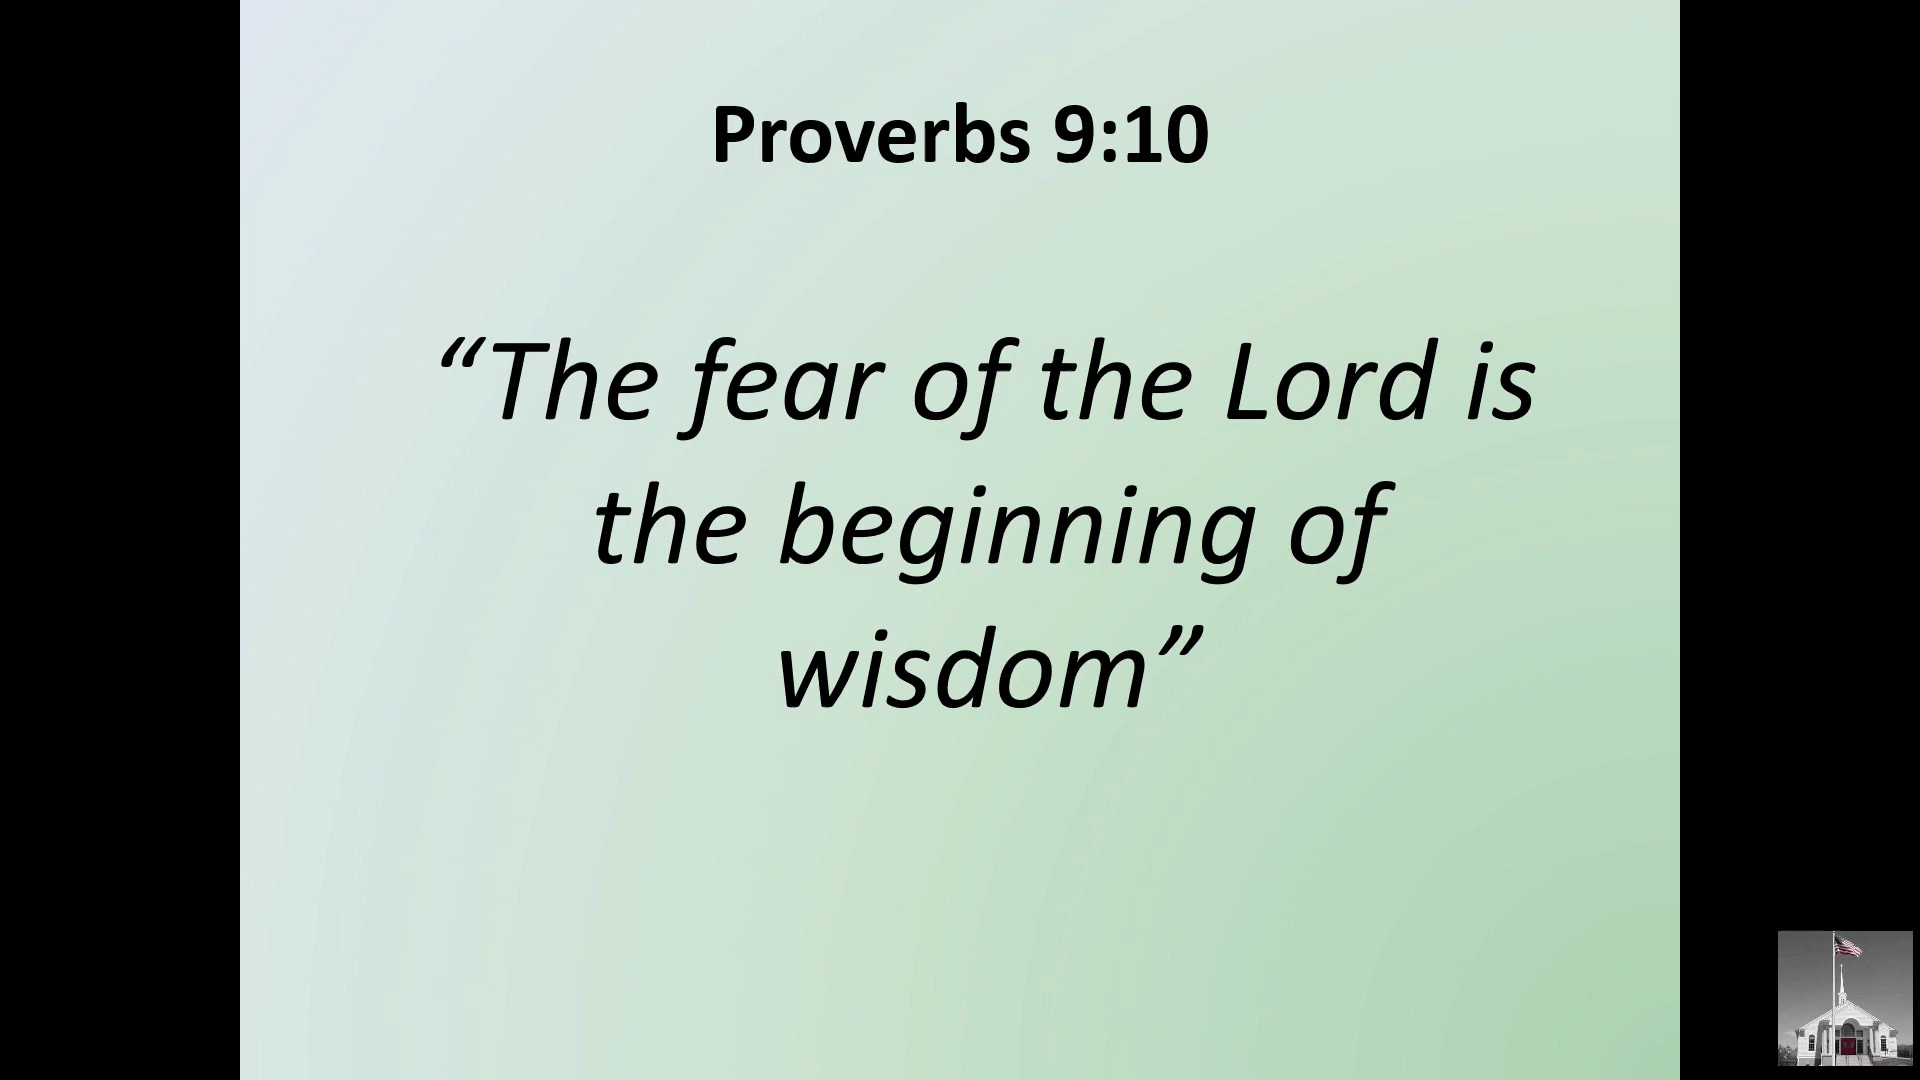 Proverbs 9:10
“The fear of the Lord is
the beginning of
wisdom”